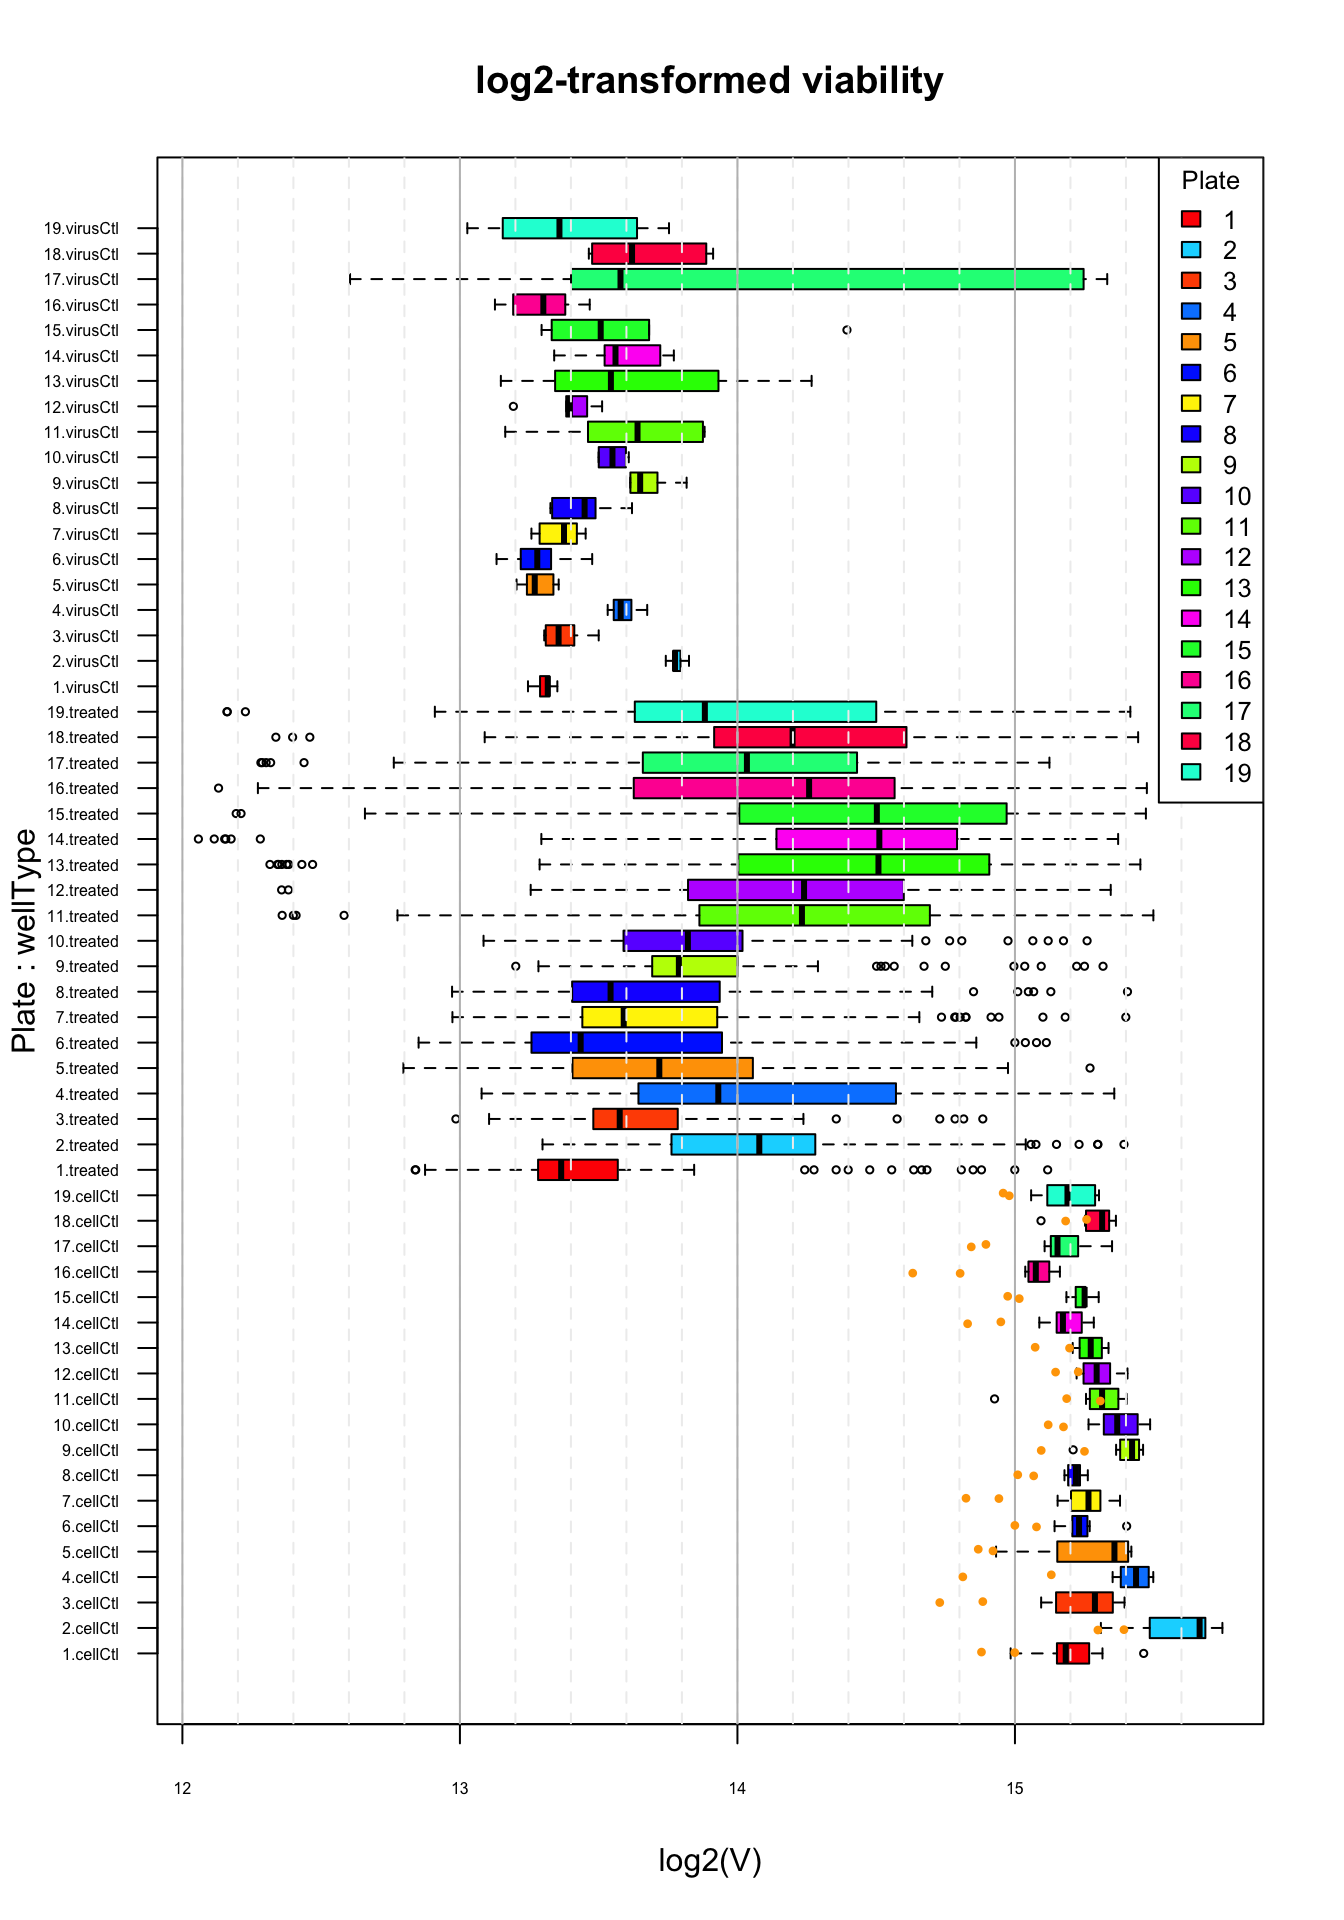 log2-transformed viability
Plate
1
2
3
4
5
6
7
8
9
10
11
12
13
14
15
16
17
18
19
Plate : wellType
19.virusCtl
18.virusCtl
17.virusCtl
16.virusCtl
15.virusCtl
14.virusCtl
13.virusCtl
12.virusCtl
11.virusCtl
10.virusCtl
9.virusCtl
8.virusCtl
7.virusCtl
6.virusCtl
5.virusCtl
4.virusCtl
3.virusCtl
2.virusCtl
1.virusCtl
19.treated
18.treated
17.treated
16.treated
15.treated
14.treated
13.treated
12.treated
11.treated
10.treated
9.treated
8.treated
7.treated
6.treated
5.treated
4.treated
3.treated
2.treated
1.treated
19.cellCtl
18.cellCtl
17.cellCtl
16.cellCtl
15.cellCtl
14.cellCtl
13.cellCtl
12.cellCtl
11.cellCtl
10.cellCtl
9.cellCtl
8.cellCtl
7.cellCtl
6.cellCtl
5.cellCtl
4.cellCtl
3.cellCtl
2.cellCtl
1.cellCtl
12 13 14 15
log2(V)